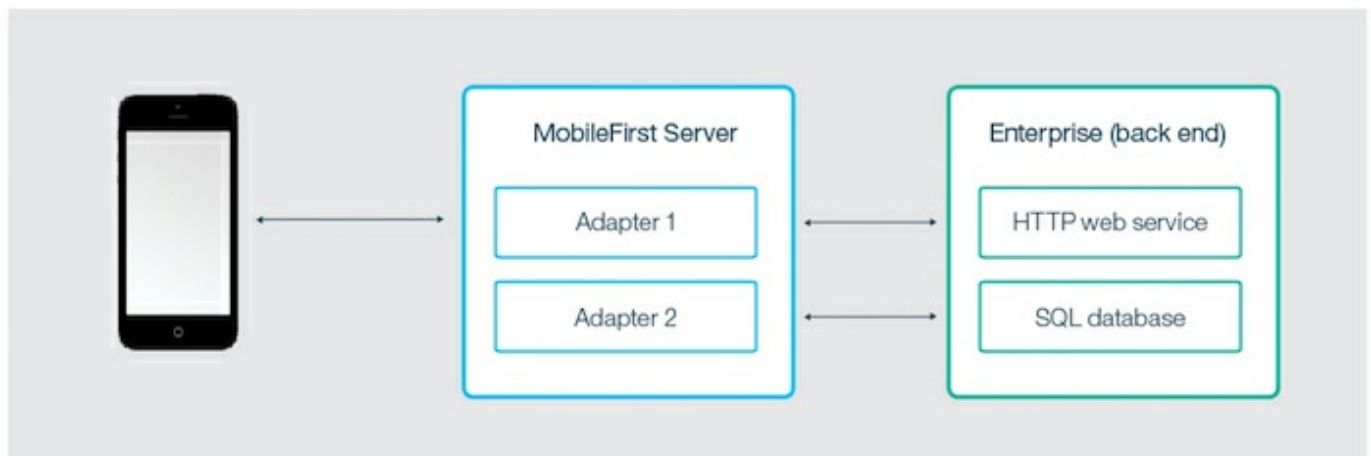 MobileFirst Server
Adapter 1
Adapter 2
Enterprise (back end)
HTTP web service
SQL database